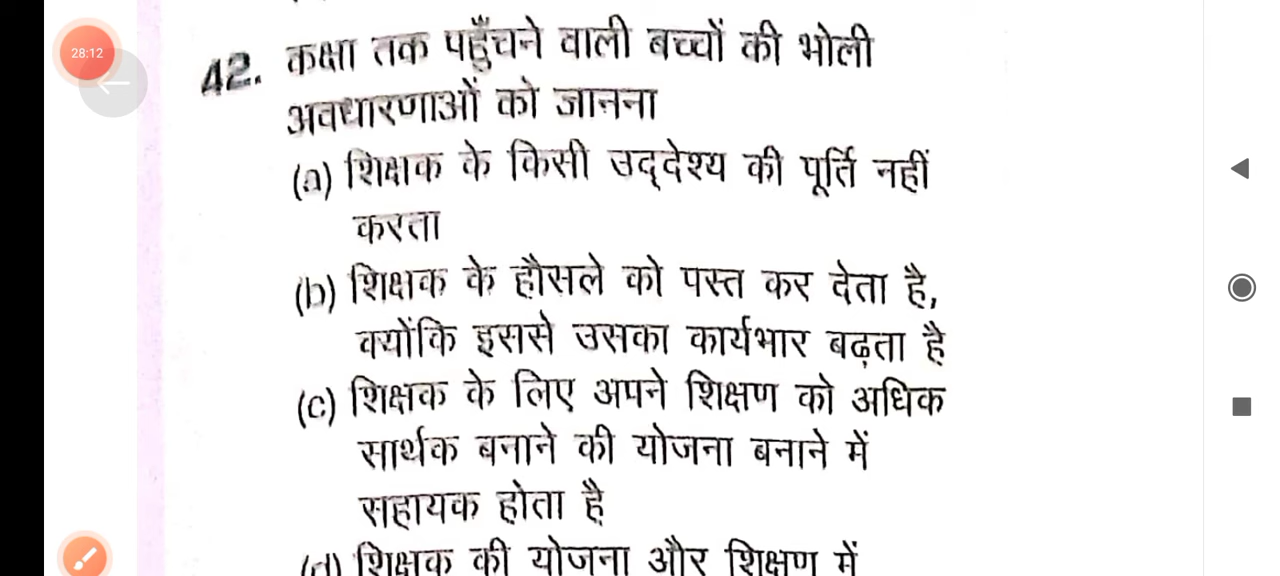 28:12
42. कक्षा तक पहुँचने वाली बच्चों की भोली
अवधारणाओं को जानना
(a) शिक्षक के किसी उद्देश्य की पूर्ति नहीं
करता
(b) शिक्षक के हौसले को पस्त कर देता है,
क्योंकि इससे उसका कार्यभार बढ़ता है
(c) शिक्षक के लिए अपने शिक्षण को अधिक
सार्थक बनाने की योजना बनाने में
सहायक होता है
(d) शिक्षक की योजना और शिक्षण में